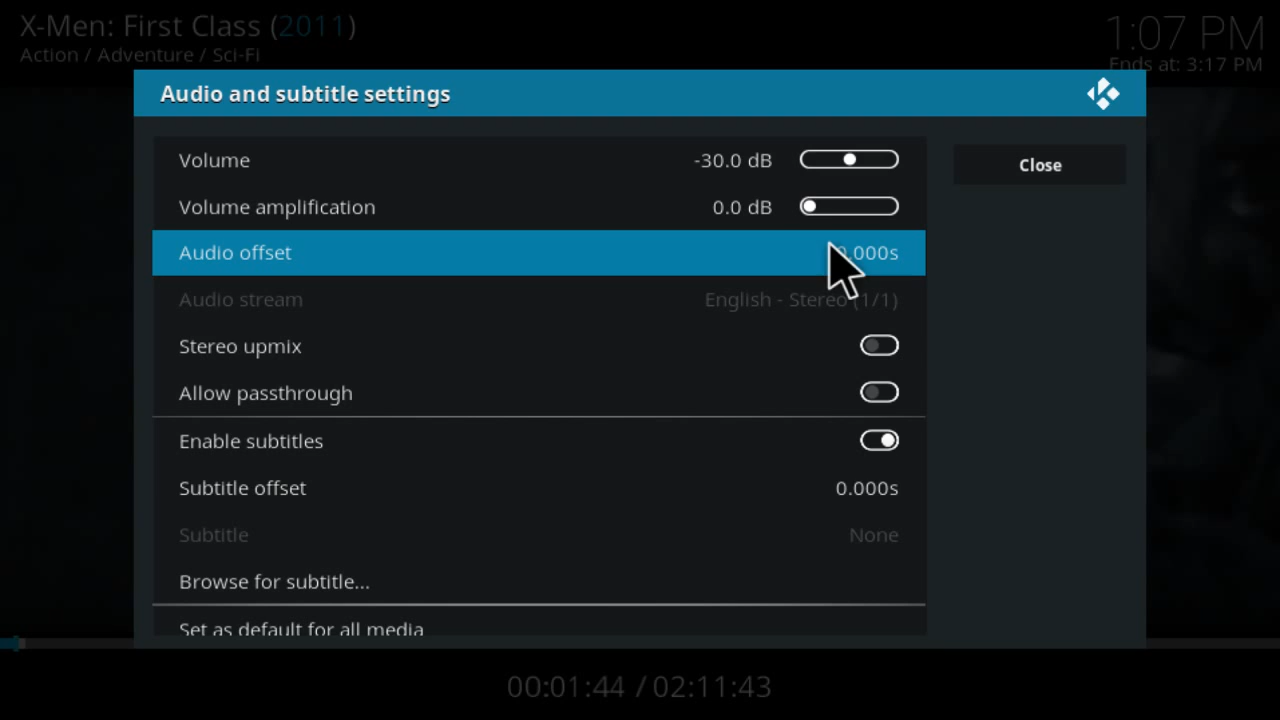 X-Men: First Class (2011)
1:07 PM
Action / Adventure / Sci-Fi
Ends at: 3:17 PM
Audio and subtitle settings
Volume -30.0 dB
Close
Volume amplification 0.0 dB
Audio offset 0.000s
Audio stream English - Stereo (1/1)
Stereo upmix
Allow passthrough
Enable subtitles
Subtitle offset 0.000s
Subtitle None
Browse for subtitle...
Set as default for all media
00:01:44 / 02:11:43